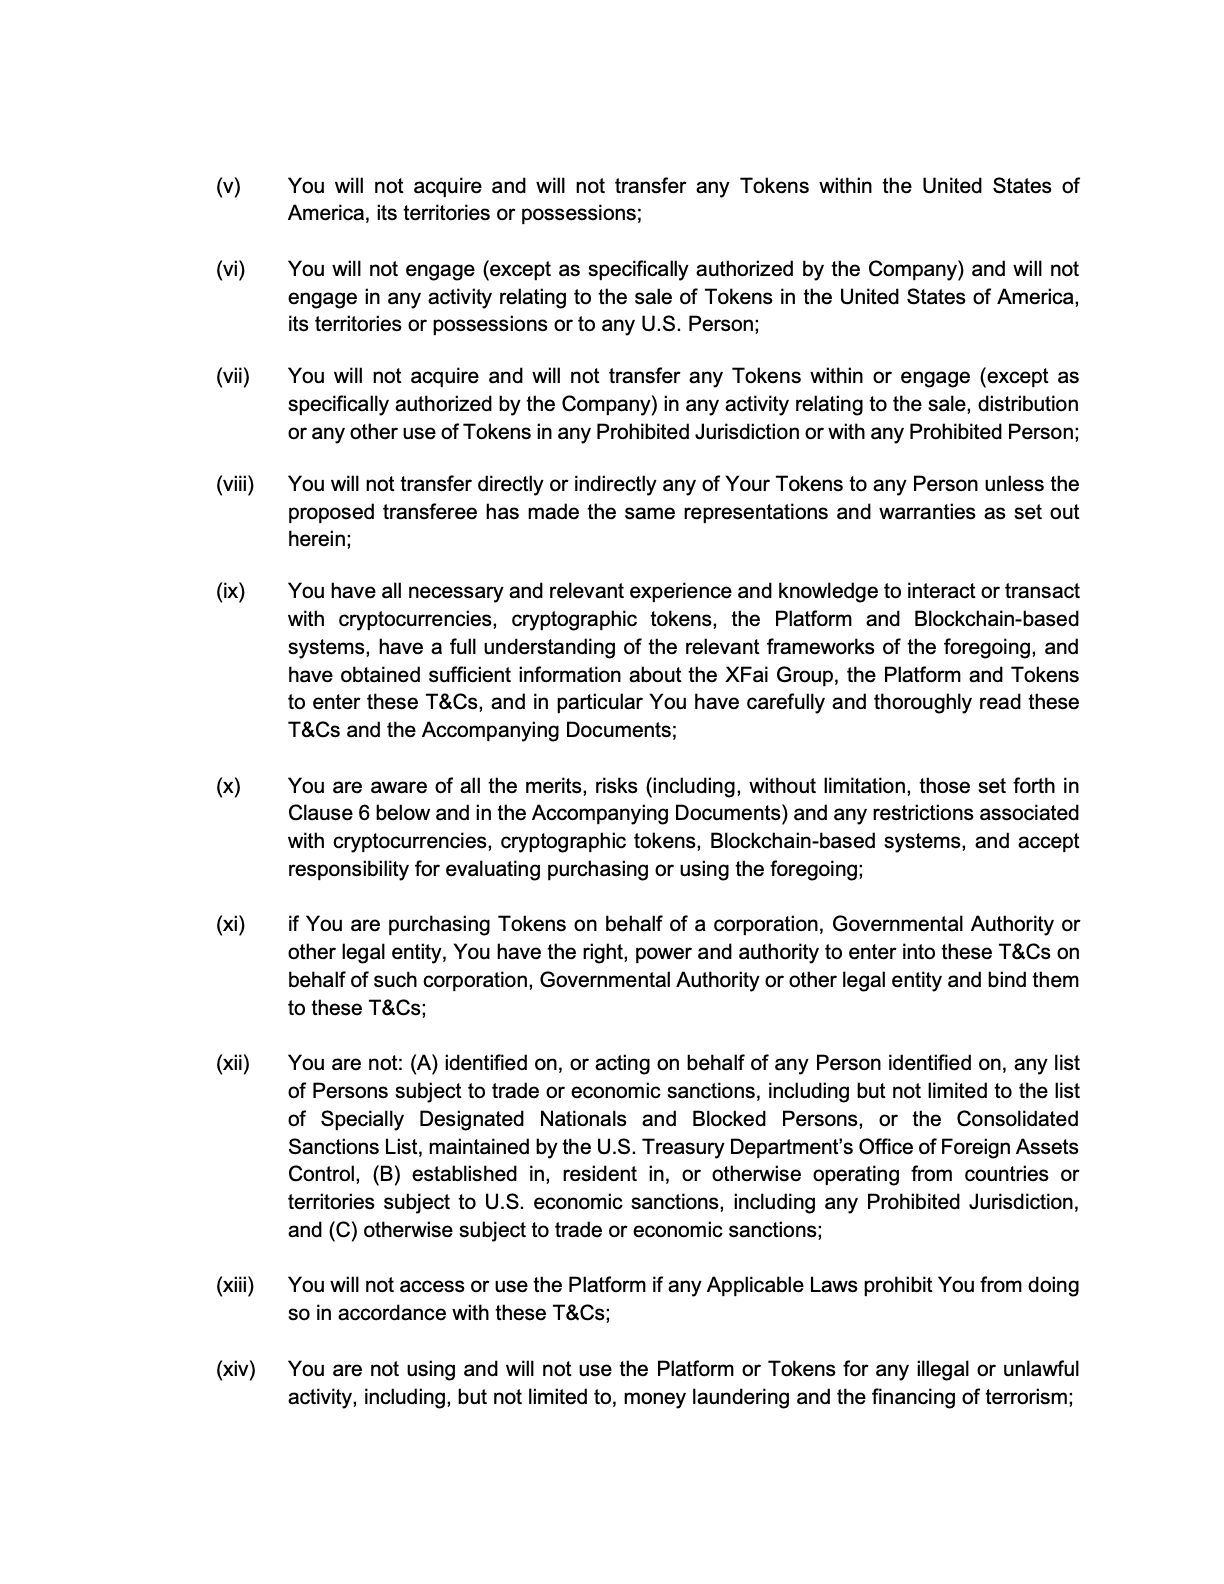 (v) You will not acquire and will not transfer any Tokens within the United States of
America, its territories or possessions;
(vi) You will not engage (except as specifically authorized by the Company) and will not
engage in any activity relating to the sale of Tokens in the United States of America,
its territories or possessions or to any U.S. Person;
(vii) You will not acquire and will not transfer any Tokens within or engage (except as
specifically authorized by the Company) in any activity relating to the sale, distribution
or any other use of Tokens in any Prohibited Jurisdiction or with any Prohibited Person;
(viii) You will not transfer directly or indirectly any of Your Tokens to any Person unless the
proposed transferee has made the same representations and warranties as set out
herein;
(ix) You have all necessary and relevant experience and knowledge to interact or transact
with cryptocurrencies, cryptographic tokens, the Platform and Blockchain-based
systems, have a full understanding of the relevant frameworks of the foregoing, and
have obtained sufficient information about the XFai Group, the Platform and Tokens
to enter these T&Cs, and in particular You have carefully and thoroughly read these
T&Cs and the Accompanying Documents;
(x) You are aware of all the merits, risks (including, without limitation, those set forth in
Clause 6 below and in the Accompanying Documents) and any restrictions associated
with cryptocurrencies, cryptographic tokens, Blockchain-based systems, and accept
responsibility for evaluating purchasing or using the foregoing;
(xi) if You are purchasing Tokens on behalf of a corporation, Governmental Authority or
other legal entity, You have the right, power and authority to enter into these T&Cs on
behalf of such corporation, Governmental Authority or other legal entity and bind them
to these T&Cs;
(xii) You are not: (A) identified on, or acting on behalf of any Person identified on, any list
of Persons subject to trade or economic sanctions, including but not limited to the list
of Specially Designated Nationals and Blocked Persons, or the Consolidated
Sanctions List, maintained by the U.S. Treasury Department’s Office of Foreign Assets
Control, (B) established in, resident in, or otherwise operating from countries or
territories subject to U.S. economic sanctions, including any Prohibited Jurisdiction,
and (C) otherwise subject to trade or economic sanctions;
(xiii) You will not access or use the Platform if any Applicable Laws prohibit You from doing
so in accordance with these T&Cs;
(xiv) You are not using and will not use the Platform or Tokens for any illegal or unlawful
activity, including, but not limited to, money laundering and the financing of terrorism;